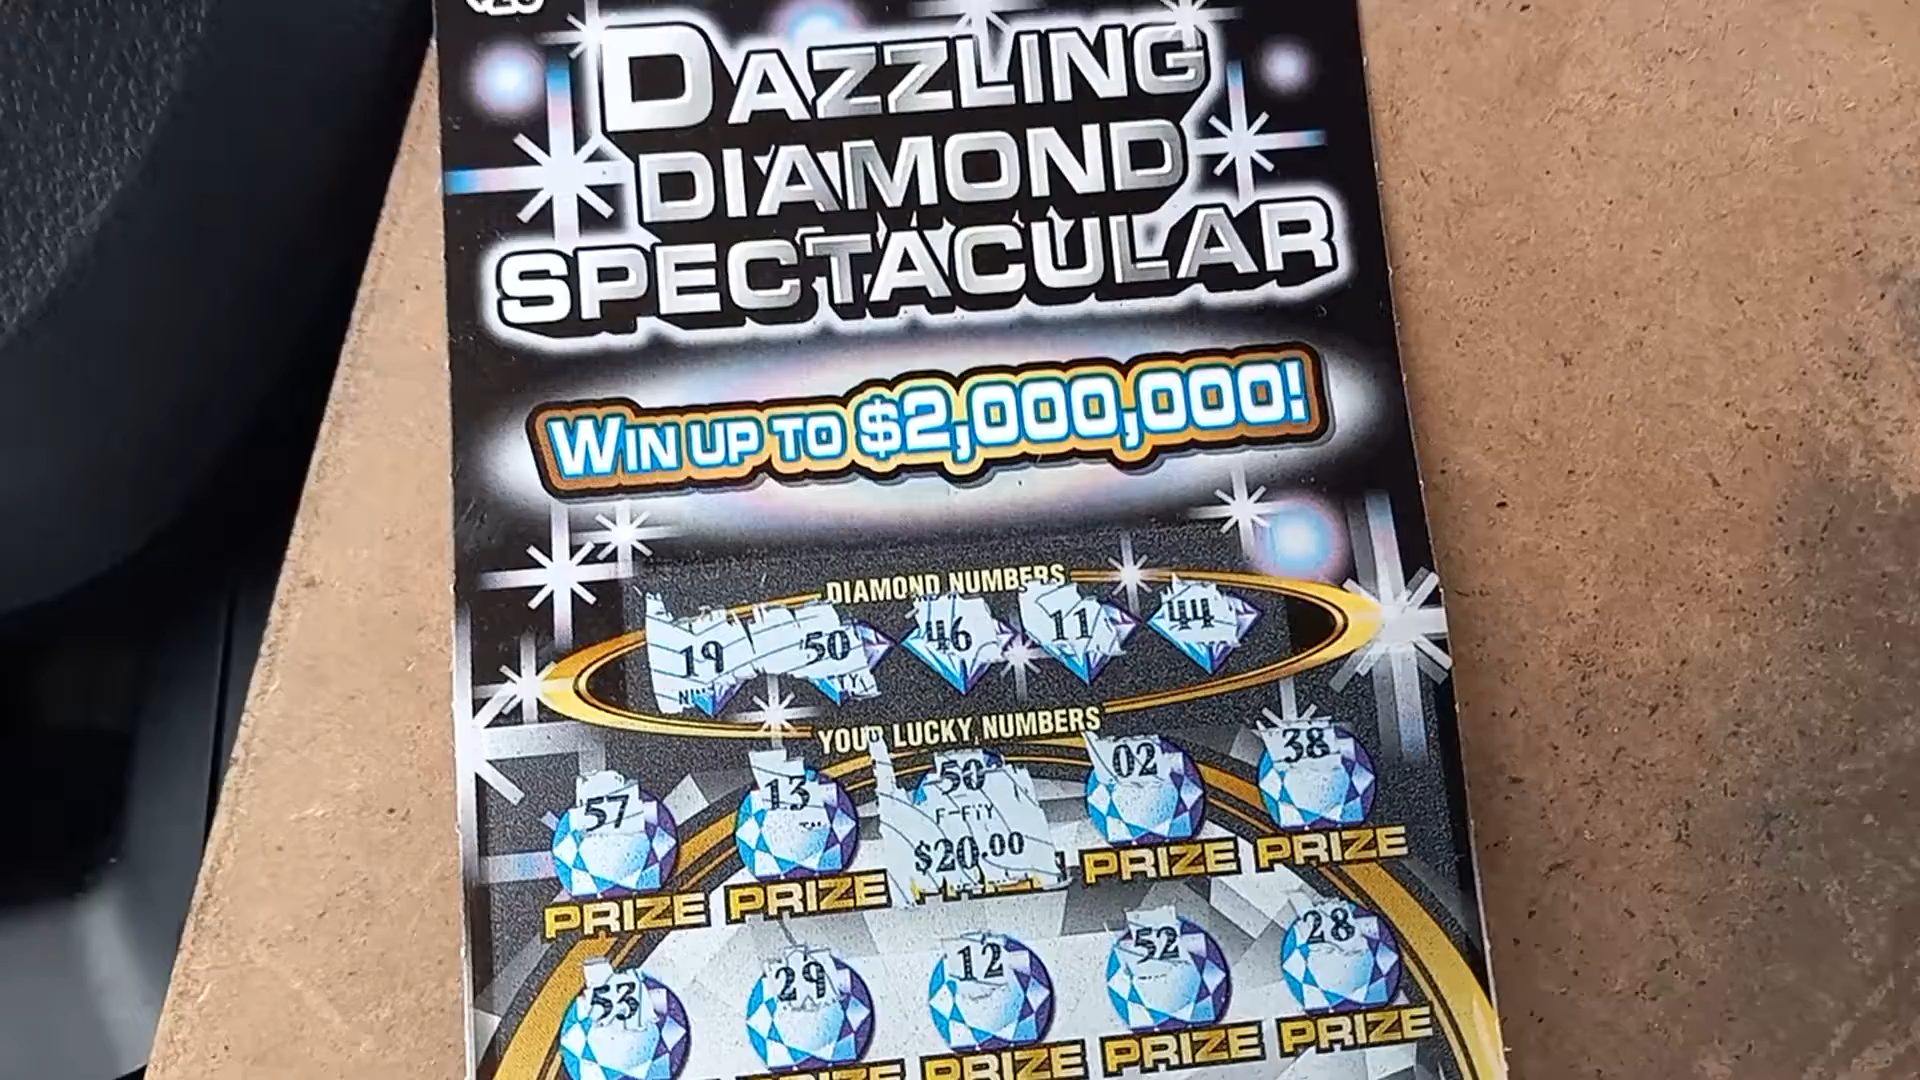 DAZZLING
DIAMOND
SPECTACULAR
WIN UP TO $2,000,000!
DIAMOND NUMBERS
19 50 46 11 44
YOUR LUCKY NUMBERS
57 13 50 02 38
$20.00
PRIZE PRIZE PRIZE PRIZE
53 29 12 52 28
PRIZE PRIZE PRIZE PRIZE